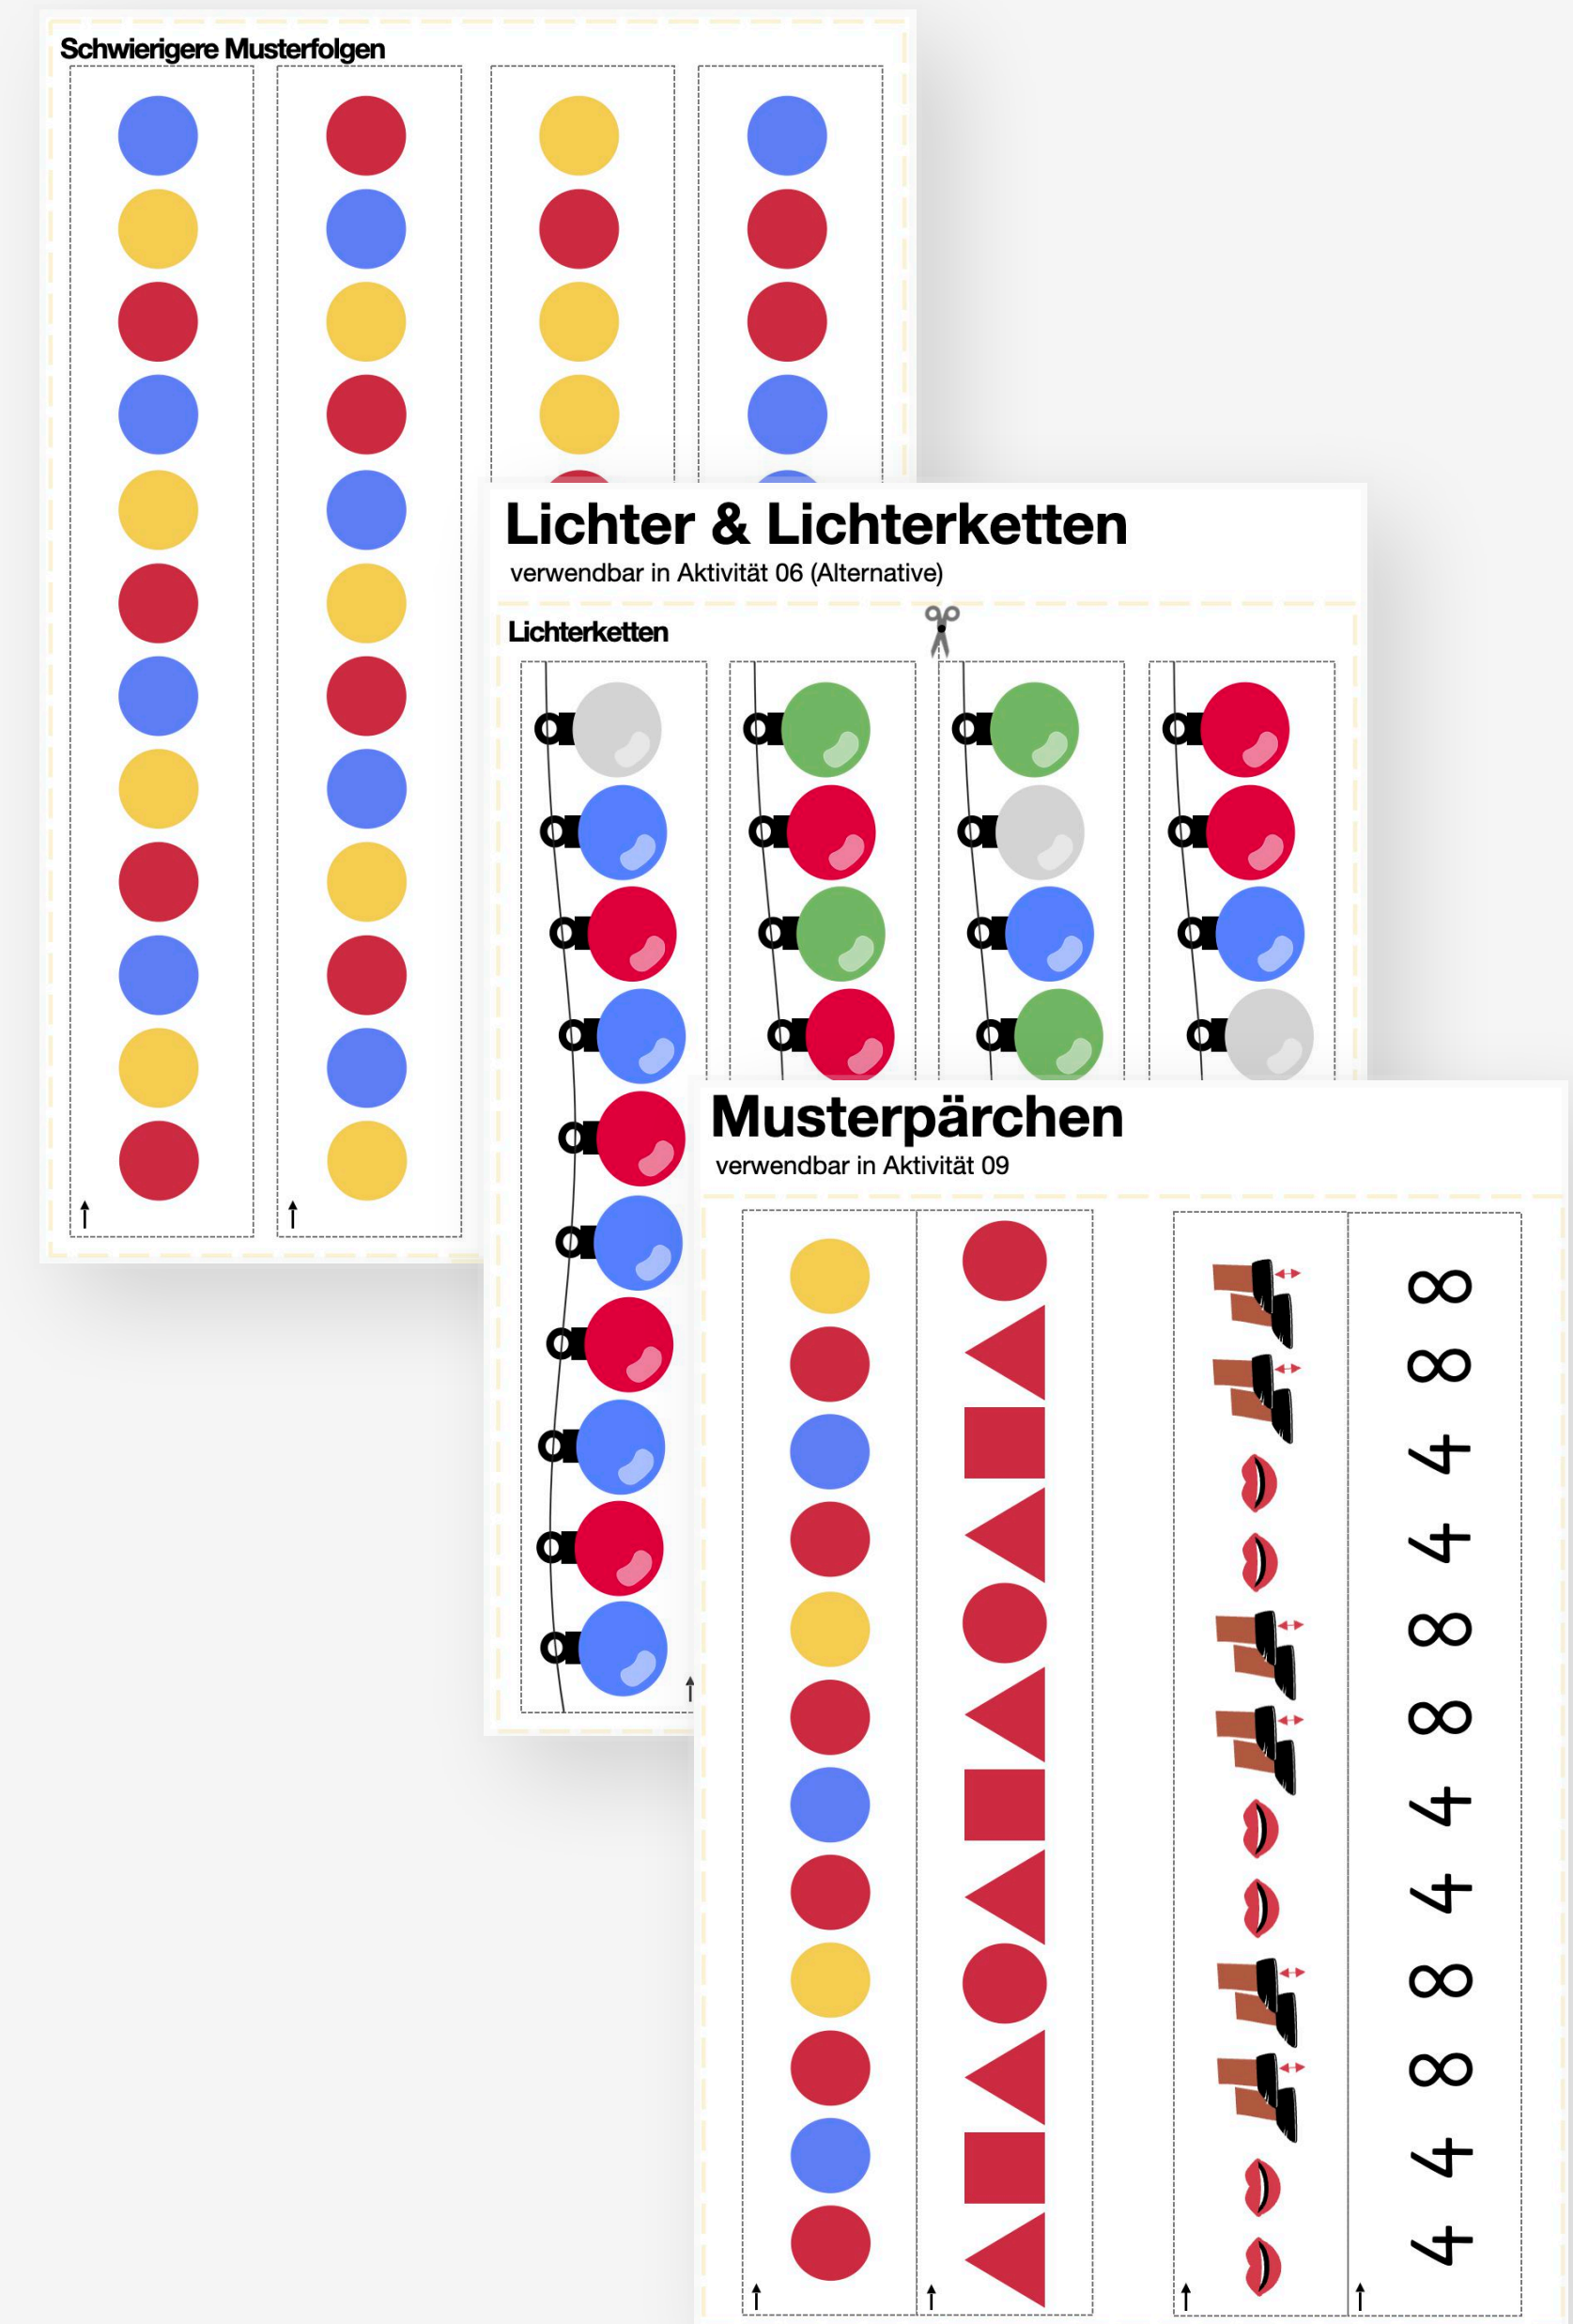 Schwierigere Musterfolgen
Lichter & Lichterketten
verwendbar in Aktivität 06 (Alternative)
Lichterketten
Musterpärchen
verwendbar in Aktivität 09
8
8
4
4
8
8
4
4
8
8
4
4